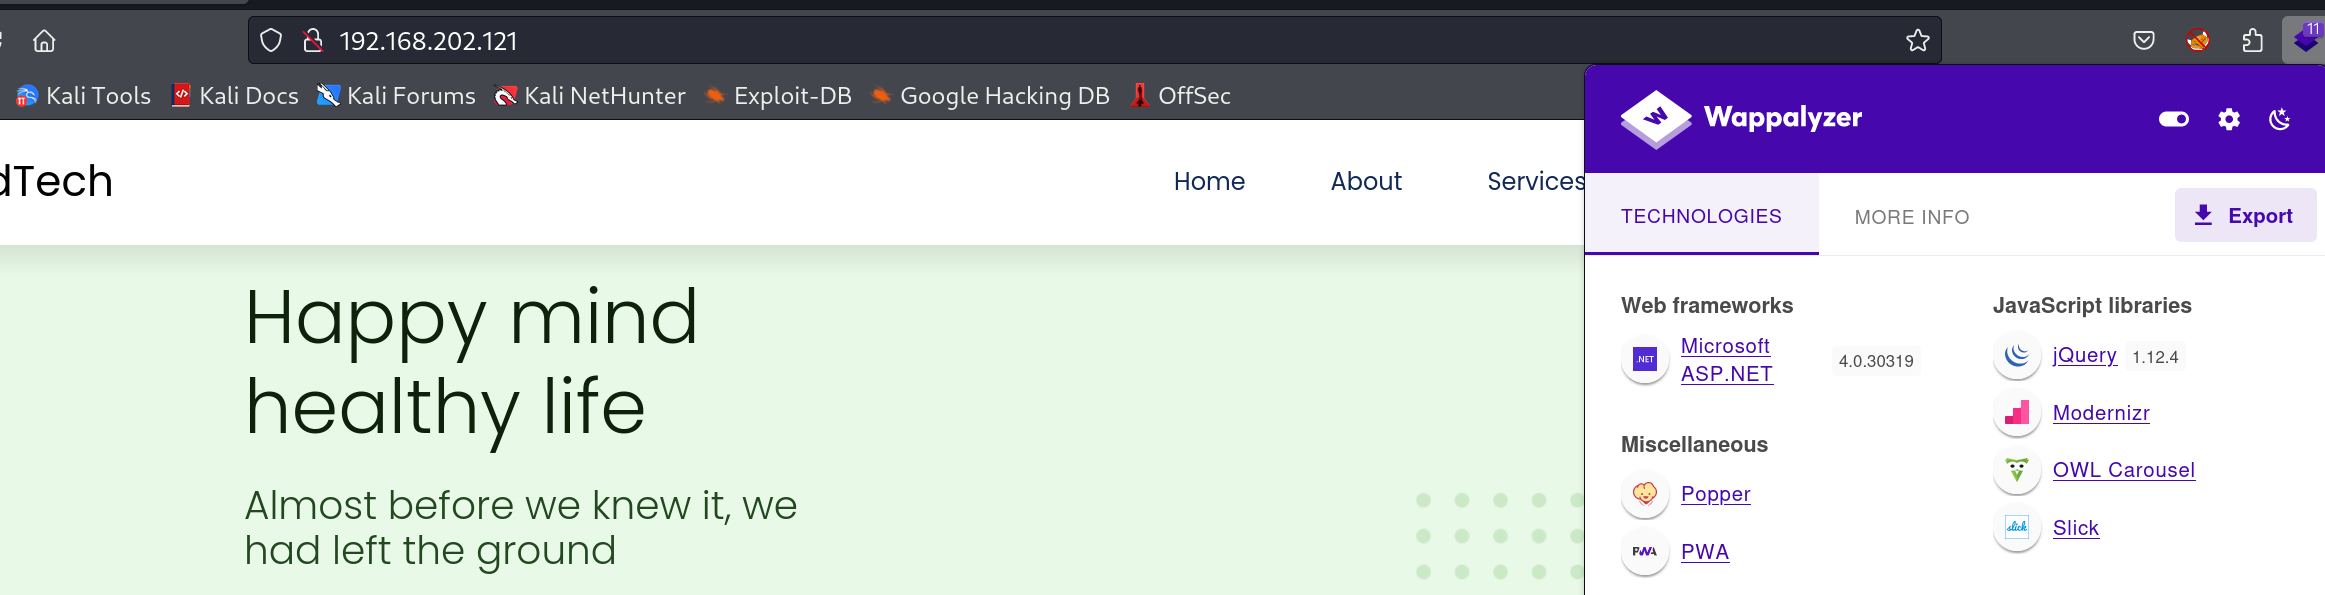 192.168.202.121
11
Kali Tools
Kali Docs
Kali Forums
Kali NetHunter
Exploit-DB
Google Hacking DB
OffSec
Wappalyzer
dTech
Home
About
Services
TECHNOLOGIES
MORE INFO
Export
Happy mind
healthy life
Almost before we knew it, we
had left the ground
Web frameworks
.NET
Microsoft
ASP.NET
4.0.30319
Miscellaneous
Popper
PWA
PWA
JavaScript libraries
jQuery
1.12.4
Modernizr
OWL Carousel
slick
Slick